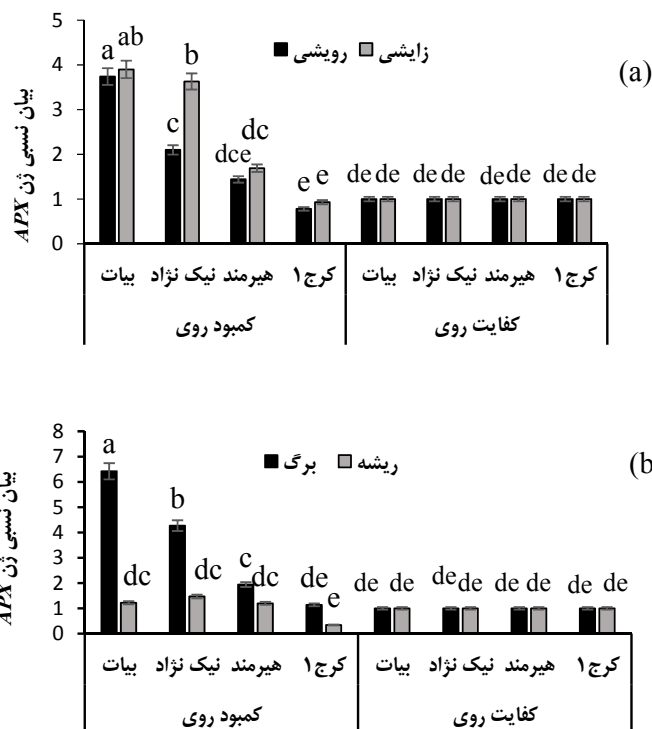 (a)
رویشی زایشی
بیان نسبی ژن APX
5
4
3
2
1
0
a ab c b dce dc e e de de de de de de de de
بیات نیک نژاد هیرمند کرج۱ بیات نیک نژاد هیرمند کرج۱
کمبود روی کفایت روی
(b
برگ ریشه
بیان نسبی ژن APX
8
7
6
5
4
3
2
1
0
a dc b dc c dc de e de de de de de de de de
بیات نیک نژاد هیرمند کرج۱ بیات نیک نژاد هیرمند کرج۱
کمبود روی کفایت روی